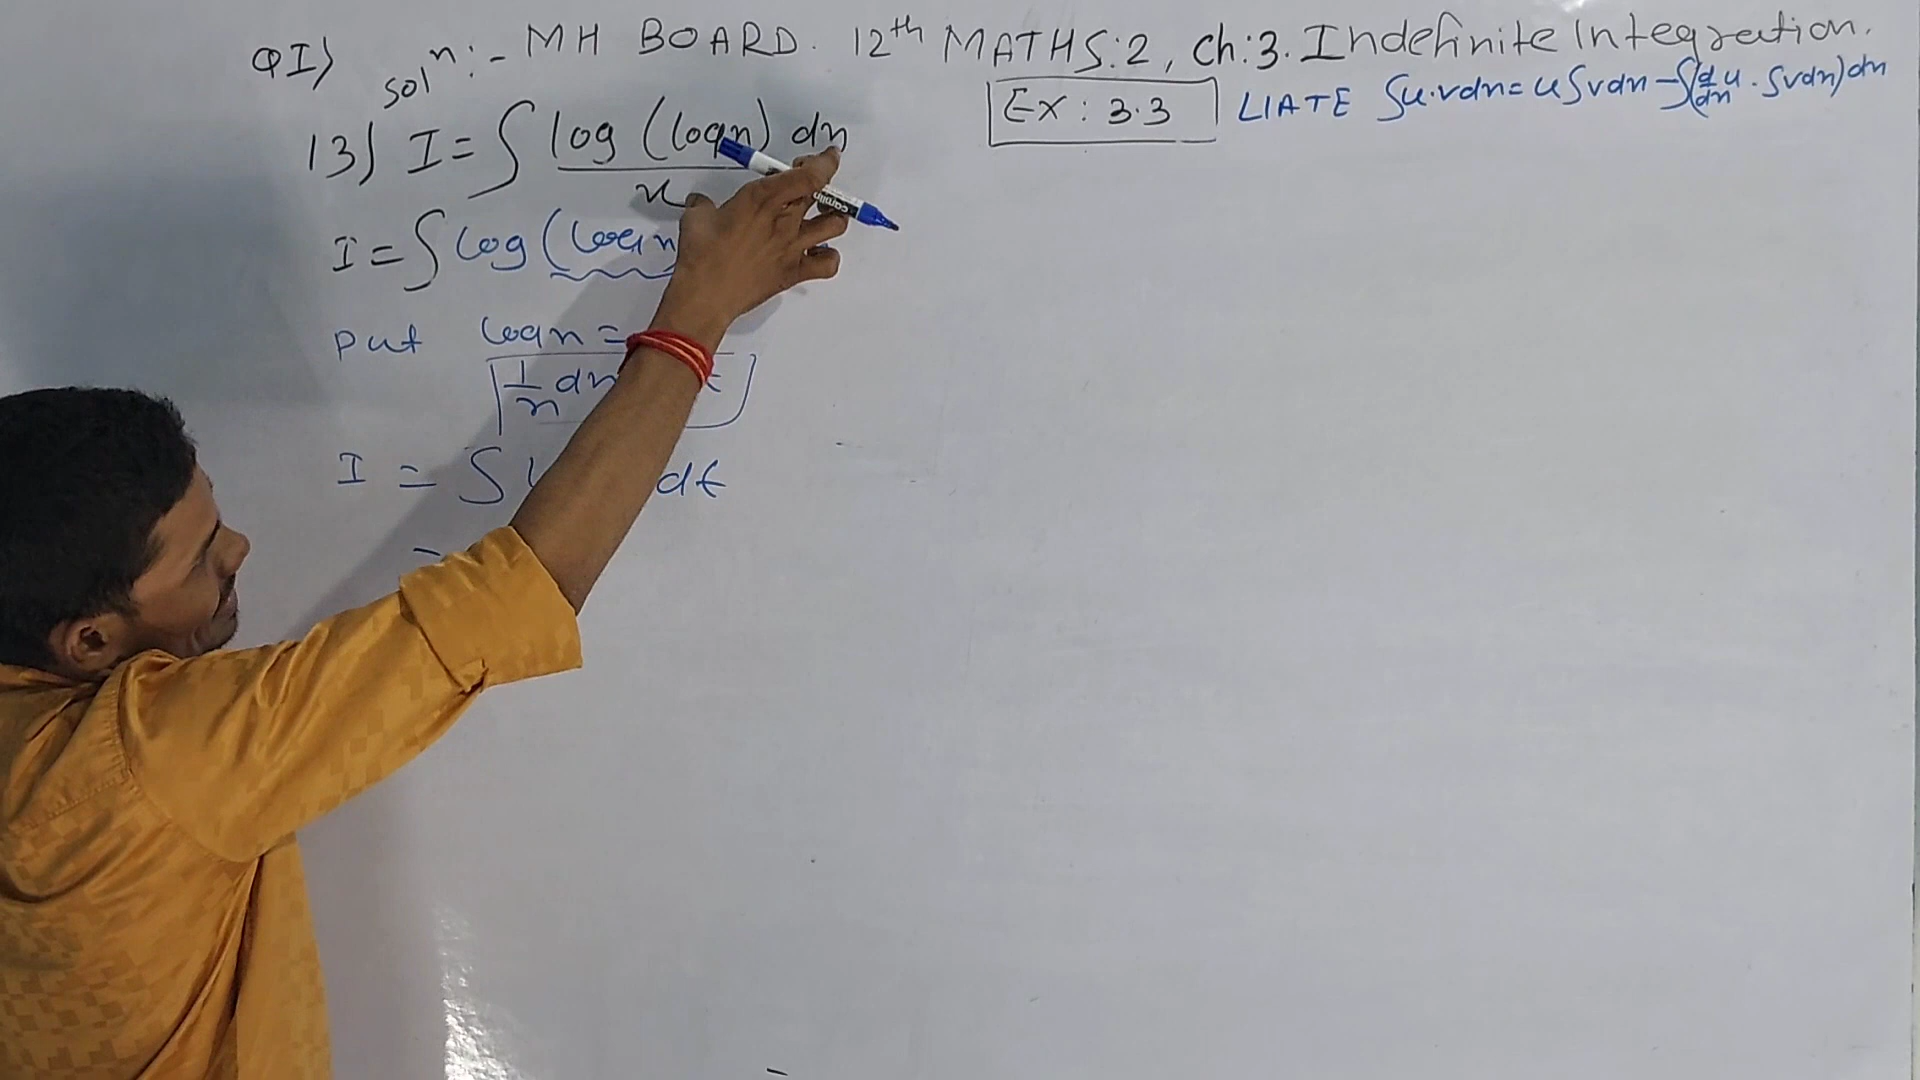 QI) solⁿ:- MH BOARD. 12th MATHS:2, Ch:3. Indefinite Integration.
Ex: 3.3 LIATE ∫u.vdx = u∫vdx - ∫(d/dx u . ∫vdx) dx
13) I = ∫ log (logx) / x dx
I = ∫ log (logx
put logx =
1/x dx t
I = ∫ dt
=
camlin